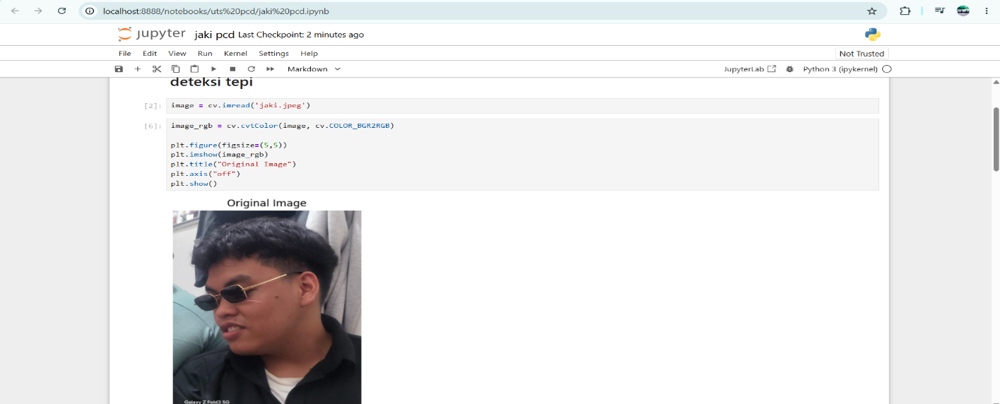 localhost:8888/notebooks/uts%20pcd/jaki%20pcd.ipynb
jupyter jaki pcd Last Checkpoint: 2 minutes ago
File Edit View Run Kernel Settings Help Not Trusted
Markdown JupyterLab Python 3 (ipykernel)
deteksi tepi
[2]: image = cv.imread('jaki.jpeg')
[6]: image_rgb = cv.cvtColor(image, cv.COLOR_BGR2RGB)
plt.figure(figsize=(5,5))
plt.imshow(image_rgb)
plt.title("Original Image")
plt.axis("off")
plt.show()
Original Image
Galaxy Z Fold3 5G